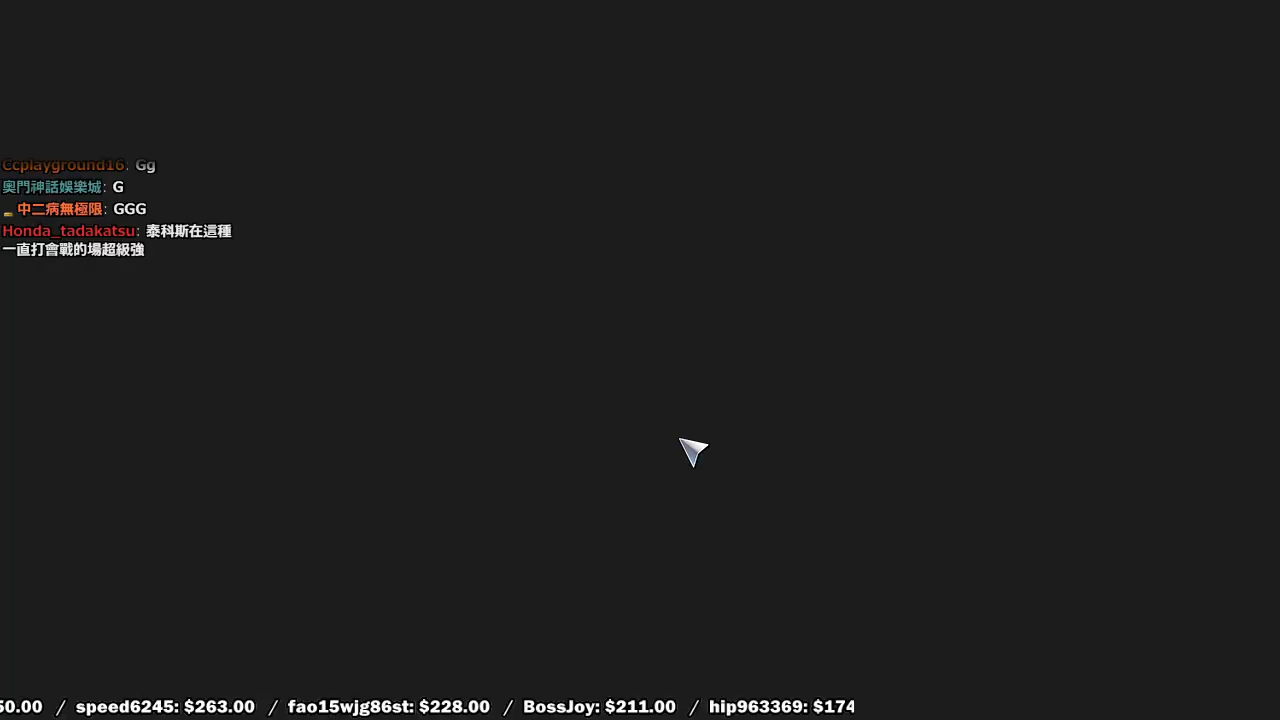 Ccplayground16: Gg
奧門神話娛樂城: G
中二病無極限: GGG
Honda_tadakatsu: 泰科斯在這種
一直打會戰的場超級強
50.00 / speed6245: $263.00 / fao15wjg86st: $228.00 / BossJoy: $211.00 / hip963369: $174